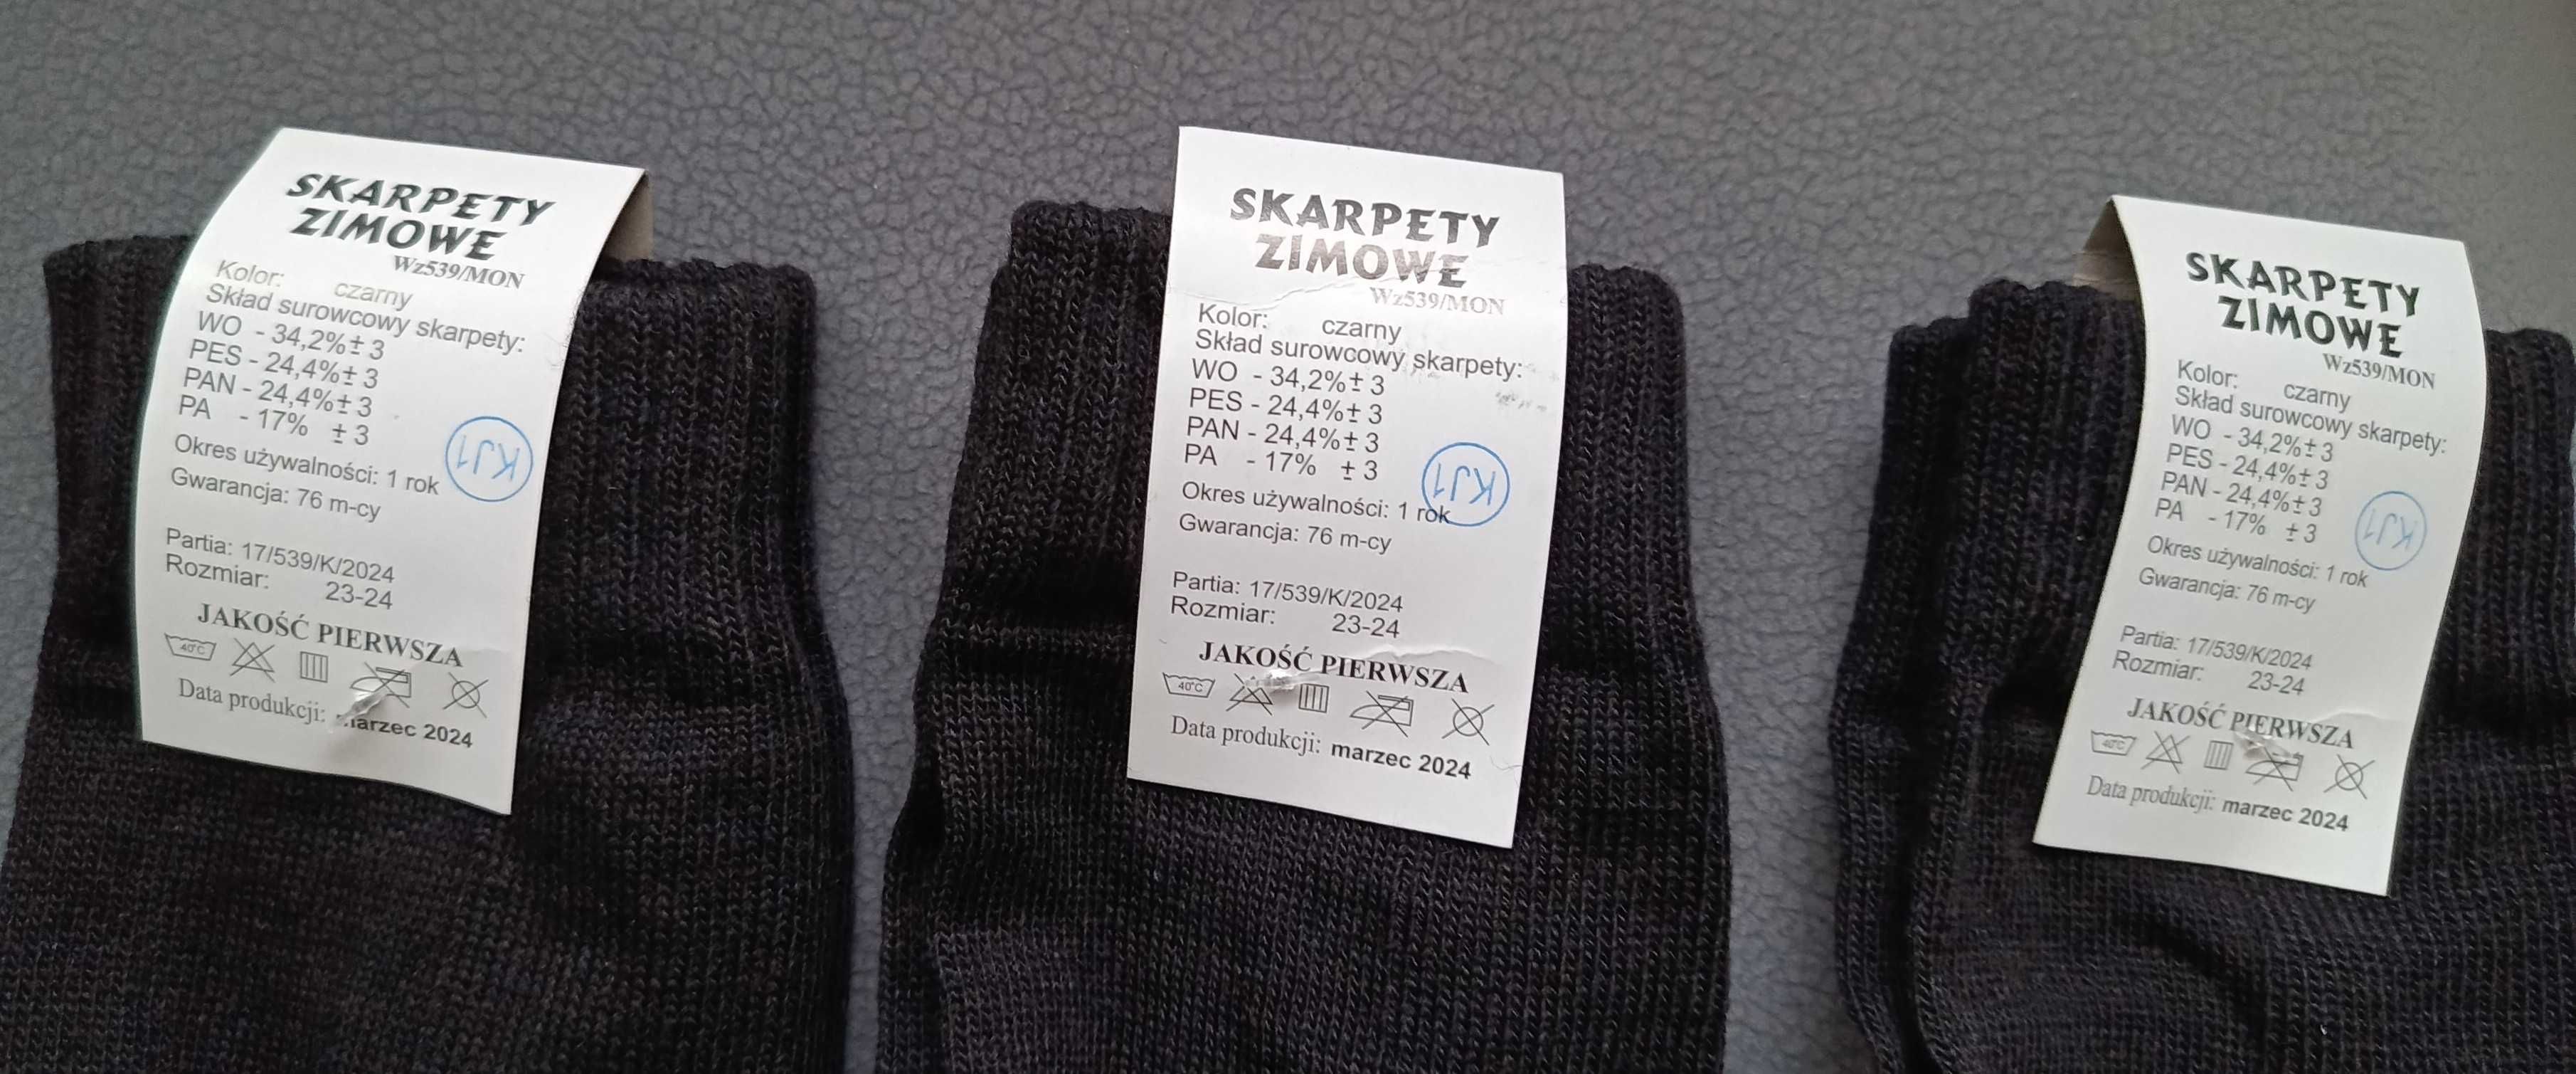 SKARPETY
ZIMOWE
Wz539/MON
Kolor: czarny
Skład surowcowy skarpety:
WO - 34,2%± 3
PES - 24,4%± 3
PAN - 24,4%± 3
PA - 17% ± 3
KJ1
Okres używalności: 1 rok
Gwarancja: 76 m-cy
Partia: 17/539/K/2024
Rozmiar: 23-24
JAKOŚĆ PIERWSZA
40°C
Data produkcji: marzec 2024
SKARPETY
ZIMOWE
Wz539/MON
Kolor: czarny
Skład surowcowy skarpety:
WO - 34,2%± 3
PES - 24,4%± 3
PAN - 24,4%± 3
PA - 17% ± 3
KJ1
Okres używalności: 1 rok
Gwarancja: 76 m-cy
Partia: 17/539/K/2024
Rozmiar: 23-24
JAKOŚĆ PIERWSZA
40°C
Data produkcji: marzec 2024
SKARPETY
ZIMOWE
Wz539/MON
Kolor: czarny
Skład surowcowy skarpety:
WO - 34,2%± 3
PES - 24,4%± 3
PAN - 24,4%± 3
PA - 17% ± 3
KJ1
Okres używalności: 1 rok
Gwarancja: 76 m-cy
Partia: 17/539/K/2024
Rozmiar: 23-24
JAKOŚĆ PIERWSZA
40°C
Data produkcji: marzec 2024